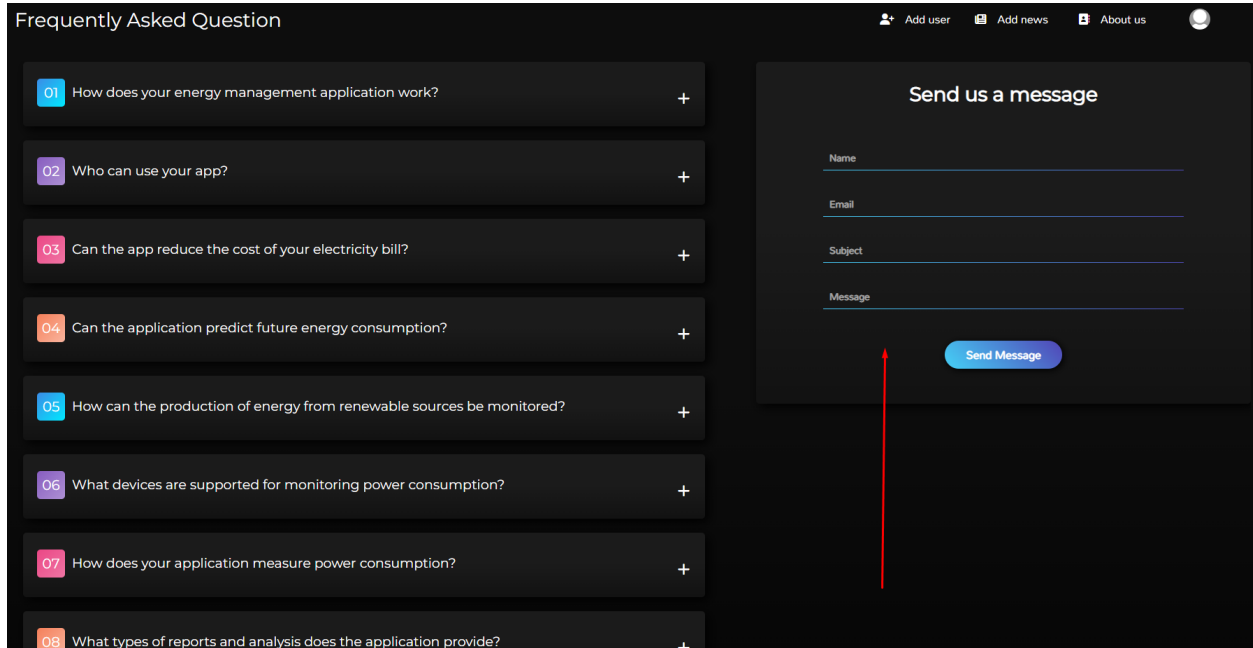 Frequently Asked Question
Add user
Add news
About us
01 How does your energy management application work? +
02 Who can use your app? +
03 Can the app reduce the cost of your electricity bill? +
04 Can the application predict future energy consumption? +
05 How can the production of energy from renewable sources be monitored? +
06 What devices are supported for monitoring power consumption? +
07 How does your application measure power consumption? +
08 What types of reports and analysis does the application provide? +
Send us a message
Name
Email
Subject
Message
Send Message